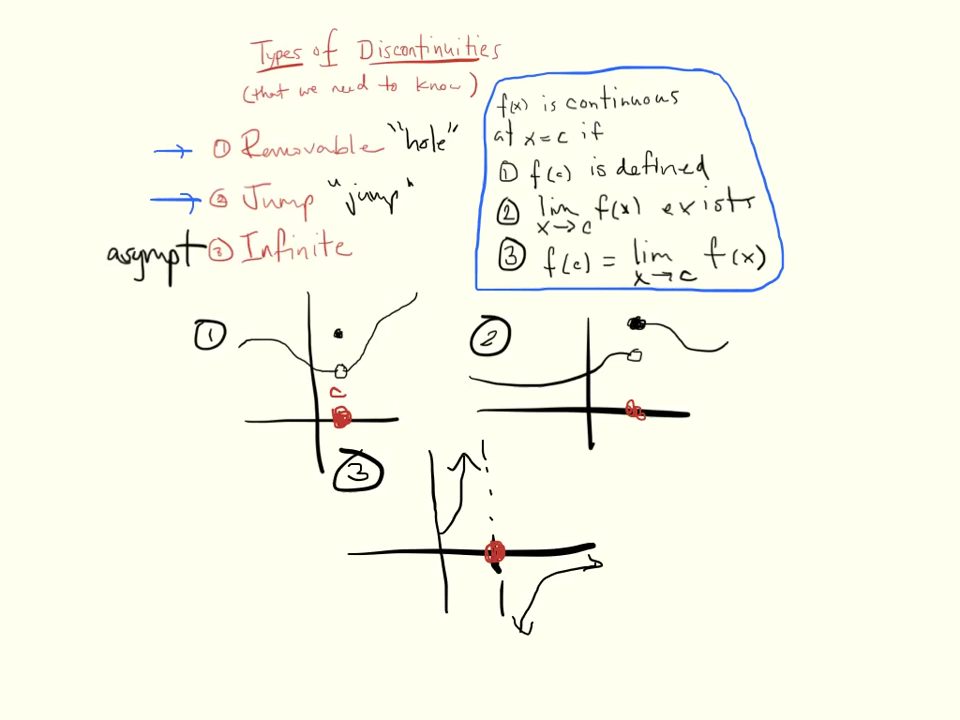 Types of Discontinuities
(that we need to know)
① Removable "hole"
② Jump "jump"
asympt ③ Infinite
f(x) is continuous
at x=c if
① f(c) is defined
② lim x→c f(x) exists
③ f(c) = lim x→c f(x)
①
c
②
③